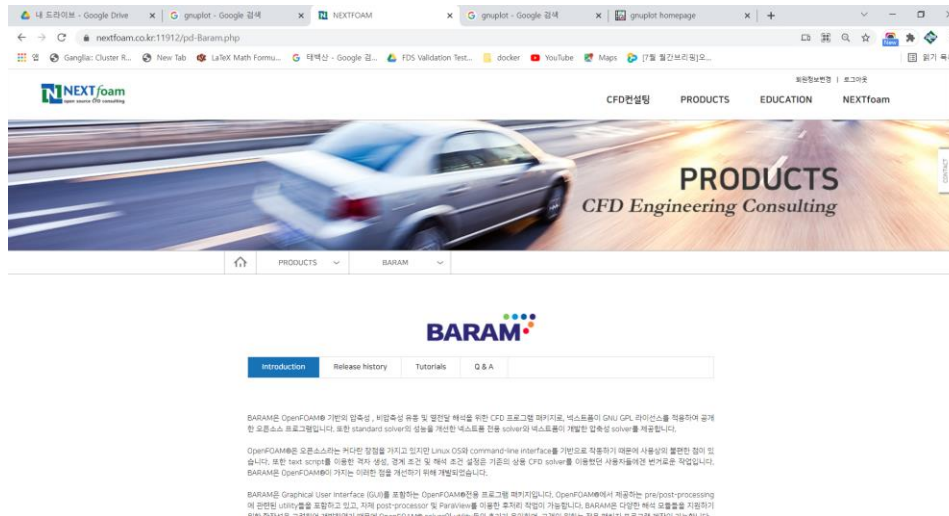 내 드라이브 - Google Drive
gnuplot - Google 검색
NEXTFOAM
gnuplot - Google 검색
gnuplot homepage
nextfoam.co.kr:11912/pd-Baram.php
New
앱
Ganglia: Cluster R...
New Tab
LaTeX Math Formu...
태백산 - Google 검...
FDS Validation Test...
docker
YouTube
Maps
[7월 월간브리핑]오...
읽기 목
회원정보변경 | 로그아웃
NEXTfoam
open source CFD consulting
CFD컨설팅
PRODUCTS
EDUCATION
NEXTfoam
CONTACT
PRODUCTS
CFD Engineering Consulting
PRODUCTS
BARAM
BARAM
Introduction
Release history
Tutorials
Q & A
BARAM은 OpenFOAM® 기반의 압축성 , 비압축성 유동 및 열전달 해석을 위한 CFD 프로그램 패키지로, 넥스트폼이 GNU GPL 라이선스를 적용하여 공개
한 오픈소스 프로그램입니다. 또한 standard solver의 성능을 개선한 넥스트폼 전용 solver와 넥스트폼이 개발한 압축성 solver를 제공합니다.
OpenFOAM®은 오픈소스라는 커다란 장점을 가지고 있지만 Linux OS와 command-line interface를 기반으로 작동하기 때문에 사용상의 불편한 점이 있
습니다. 또한 text script를 이용한 격자 생성, 경계 조건 및 해석 조건 설정은 기존의 상용 CFD solver를 이용했던 사용자들에겐 번거로운 작업입니다.
BARAM은 OpenFOAM®이 가지는 이러한 점을 개선하기 위해 개발되었습니다.
BARAM은 Graphical User Interface (GUI)를 포함하는 OpenFOAM®전용 프로그램 패키지입니다. OpenFOAM®에서 제공하는 pre/post-processing
에 관련된 utility들을 포함하고 있고, 자체 post-processor 및 ParaView를 이용한 후처리 작업이 가능합니다. BARAM은 다양한 해석 모듈들을 지원하기